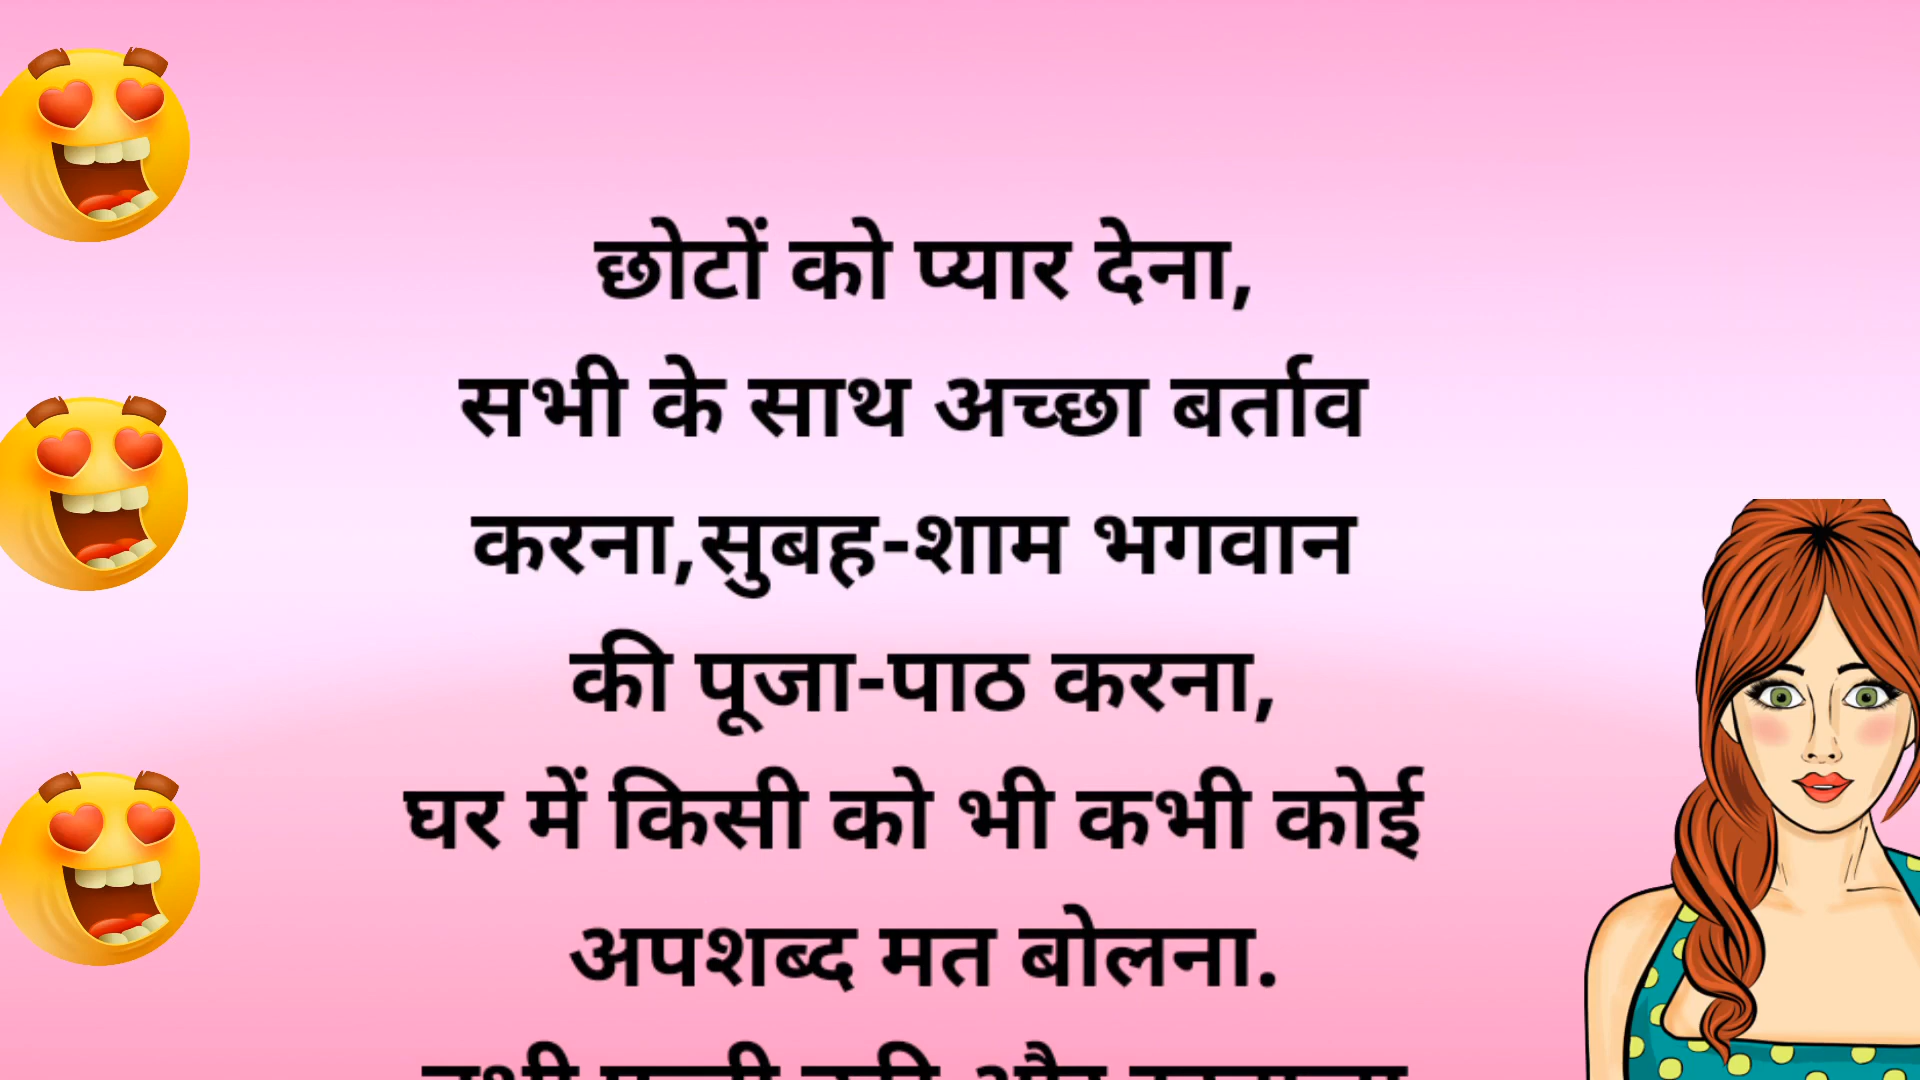 छोटों को प्यार देना,
सभी के साथ अच्छा बर्ताव
करना,सुबह-शाम भगवान
की पूजा-पाठ करना,
घर में किसी को भी कभी कोई
अपशब्द मत बोलना.